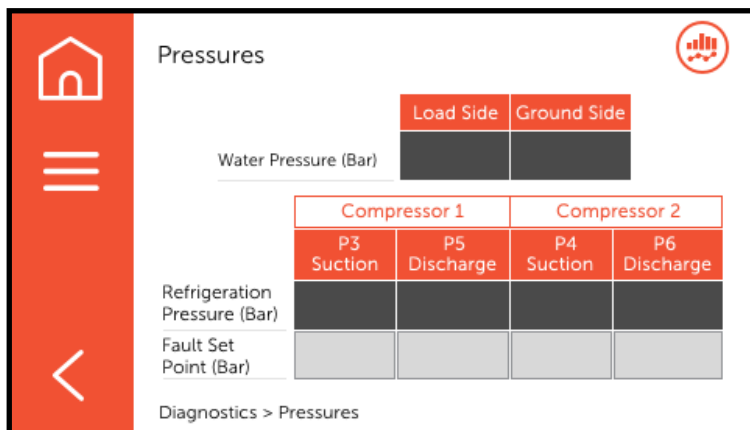 Pressures
Load Side Ground Side
Water Pressure (Bar)
Compressor 1 Compressor 2
P3 P5 P4 P6
Suction Discharge Suction Discharge
Refrigeration
Pressure (Bar)
Fault Set
Point (Bar)
Diagnostics > Pressures